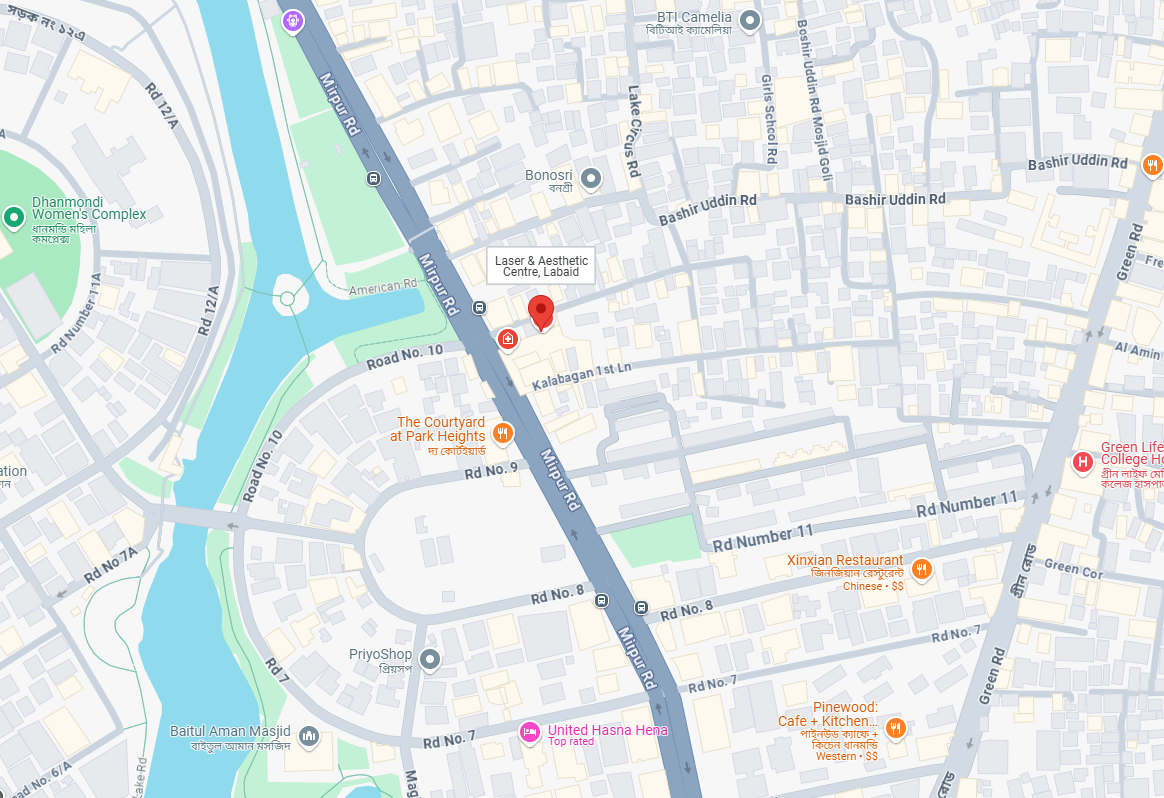 সড়ক নং ১২এ
BTI Camelia
বিটিআই ক্যামেলিয়া
Mirpur Rd
Rd 12/A
Lake Circus Rd
Girls School Rd
Boshir Uddin Rd Mosjid Goli
Bashir Uddin Rd
Bonosri
বনশ্রী
Bashir Uddin Rd
Bashir Uddin Rd
Dhanmondi
Women's Complex
ধানমন্ডি মহিলা
কমপ্লেক্স
Green Rd
Fre
Laser & Aesthetic
Centre, Labaid
Mirpur Rd
American Rd
Rd Number 11A
Rd 12/A
Road No. 10
Al Amin
Kalabagan 1st Ln
The Courtyard
at Park Heights
দ্য কোর্টইয়ার্ড
Green Life
College Ho
গ্রীন লাইফ মেডি
কলেজ হাসপাত
Road No. 10
Rd No. 9
Mirpur Rd
ation
Rd Number 11
Rd Number 11
Rd No 7A
Xinxian Restaurant
জিনজিয়ান রেস্টুরেন্ট
Chinese • $$
Green Cor
গ্রীন রোড
Rd No. 8
Rd No. 8
Rd No. 7
PriyoShop
প্রিয়সপ
Mirpur Rd
Rd 7
Rd No. 7
Green Rd
Pinewood:
Cafe + Kitchen...
পাইনউড ক্যাফে +
কিচেন ধানমন্ডি
Western • $$
Baitul Aman Masjid
বাইতুল আমান মসজিদ
United Hasna Hena
Top rated
Rd No. 7
oad No. 6/A
Lake Rd
Mag
রোড